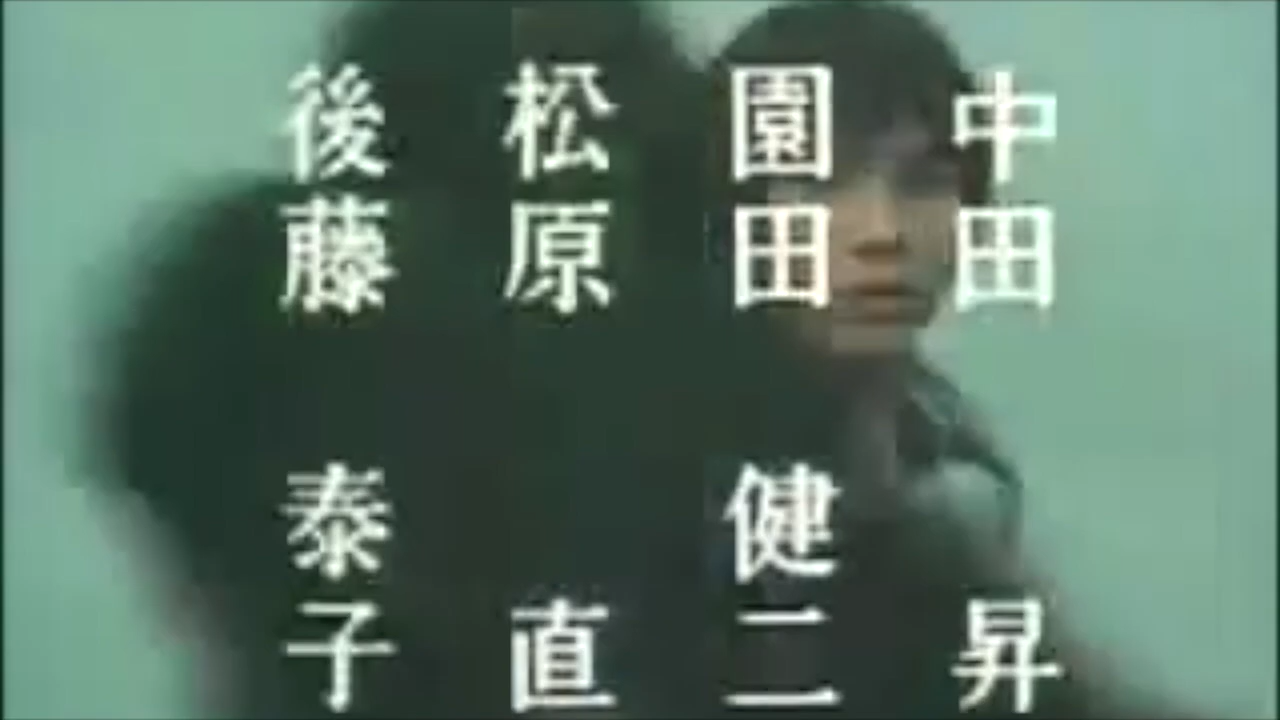 中田 昇
園田 健二
松原 直
後藤 泰子